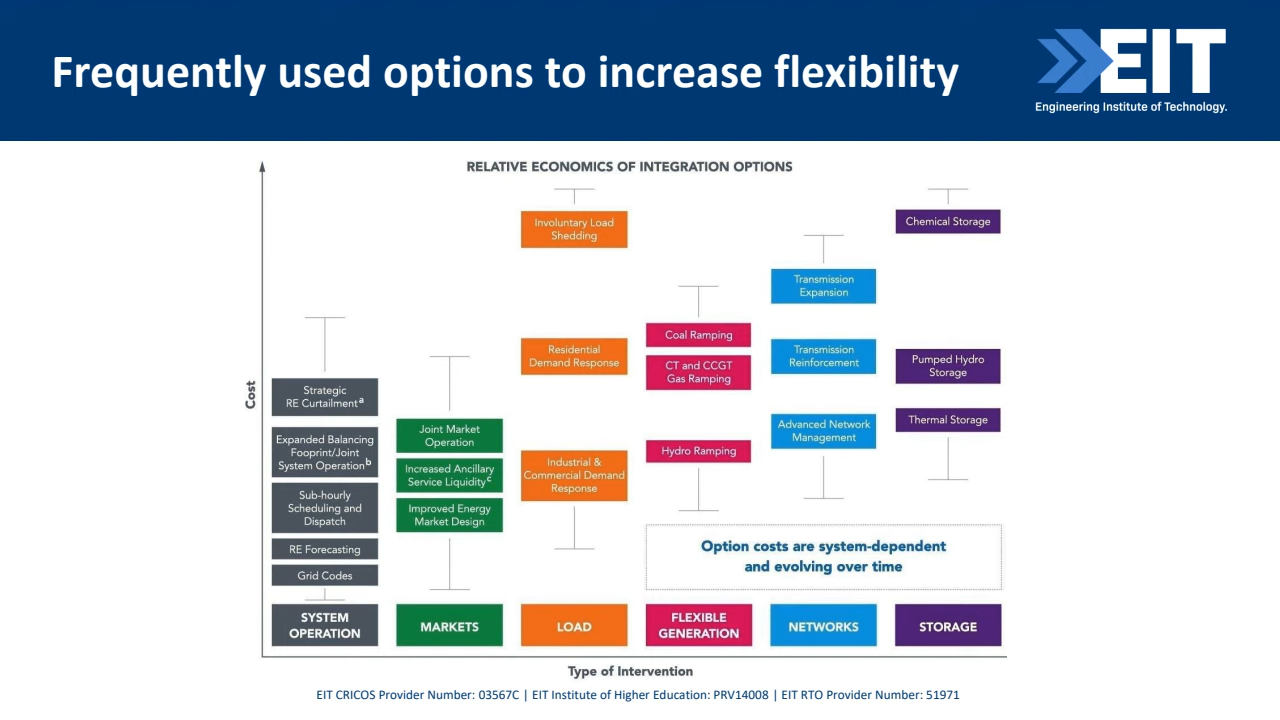 Frequently used options to increase flexibility
EIT
Engineering Institute of Technology.
RELATIVE ECONOMICS OF INTEGRATION OPTIONS
Cost
Strategic
RE Curtailment a
Expanded Balancing
Fooprint/Joint
System Operation b
Sub-hourly
Scheduling and
Dispatch
RE Forecasting
Grid Codes
SYSTEM
OPERATION
Joint Market
Operation
Increased Ancillary
Service Liquidity c
Improved Energy
Market Design
MARKETS
Involuntary Load
Shedding
Residential
Demand Response
Industrial &
Commercial Demand
Response
LOAD
Coal Ramping
CT and CCGT
Gas Ramping
Hydro Ramping
FLEXIBLE
GENERATION
Transmission
Expansion
Transmission
Reinforcement
Advanced Network
Management
NETWORKS
Chemical Storage
Pumped Hydro
Storage
Thermal Storage
STORAGE
Option costs are system-dependent
and evolving over time
Type of Intervention
EIT CRICOS Provider Number: 03567C | EIT Institute of Higher Education: PRV14008 | EIT RTO Provider Number: 51971